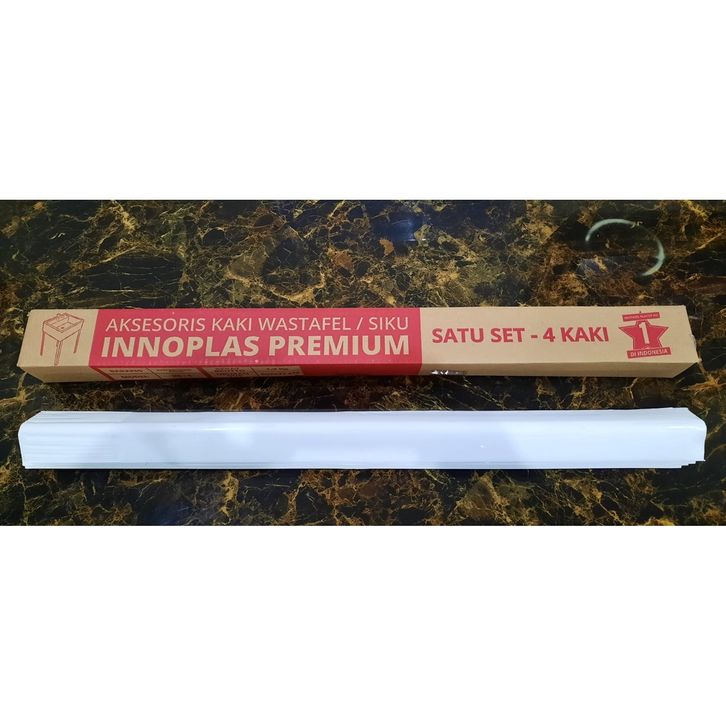 AKSESORIS KAKI WASTAFEL / SIKU
INNOPLAS PREMIUM
SATU SET - 4 KAKI
1
DI INDONESIA